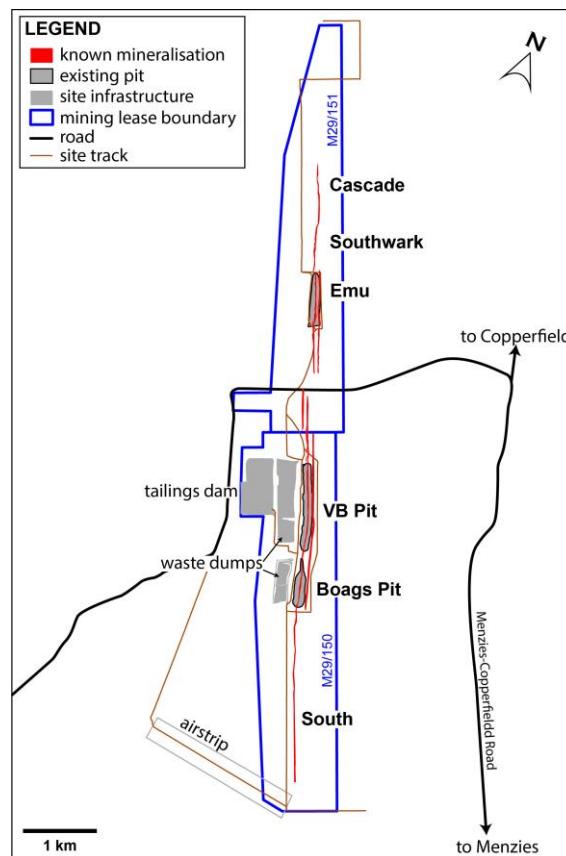 LEGEND
known mineralisation
existing pit
site infrastructure
mining lease boundary
road
site track
N
M29/151
Cascade
Southwark
Emu
to Copperfield
tailings dam
VB Pit
waste dumps
Boags Pit
M29/150
Menzies-Copperfieldd Road
South
airstrip
1 km
to Menzies